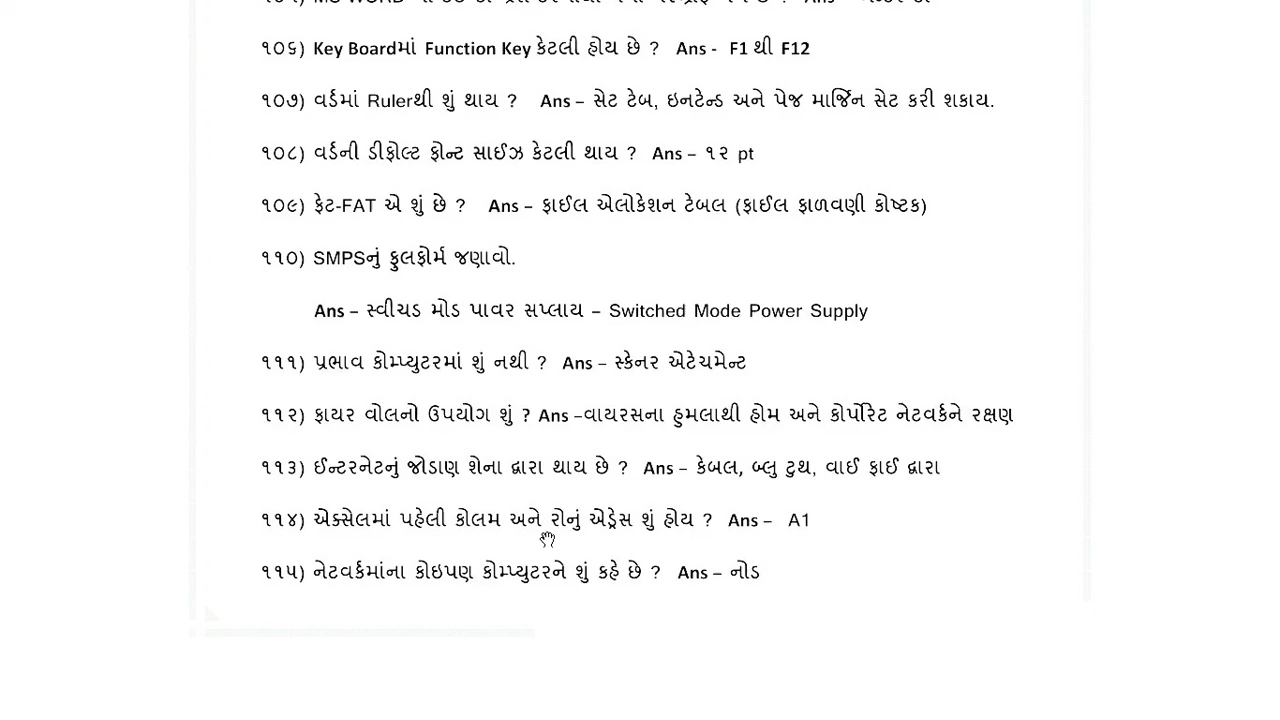 ૧૦૬) Key Boardમાં Function Key કેટલી હોય છે ? Ans - F1 થી F12
૧૦૭) વર્ડમાં Rulerથી શું થાય ? Ans – સેટ ટેબ, ઇનટેન્ડ અને પેજ માર્જિન સેટ કરી શકાય.
૧૦૮) વર્ડની ડીફોલ્ટ ફોન્ટ સાઈઝ કેટલી થાય ? Ans – ૧૨ pt
૧૦૯) ફેટ-FAT એ શું છે ? Ans – ફાઈલ એલોકેશન ટેબલ (ફાઈલ ફાળવણી કોષ્ટક)
૧૧૦) SMPSનું ફુલફોર્મ જણાવો.
Ans – સ્વીચડ મોડ પાવર સપ્લાય – Switched Mode Power Supply
૧૧૧) પ્રભાવ કોમ્પ્યુટરમાં શું નથી ? Ans – સ્કેનર એટેચમેન્ટ
૧૧૨) ફાયર વોલનો ઉપયોગ શું ? Ans –વાયરસના હુમલાથી હોમ અને કોર્પોરેટ નેટવર્કને રક્ષણ
૧૧૩) ઈન્ટરનેટનું જોડાણ શેના દ્વારા થાય છે ? Ans – કેબલ, બ્લુ ટુથ, વાઈ ફાઈ દ્વારા
૧૧૪) એક્સેલમાં પહેલી કોલમ અને રોનું એડ્રેસ શું હોય ? Ans – A1
૧૧૫) નેટવર્કમાંના કોઇપણ કોમ્પ્યુટરને શું કહે છે ? Ans – નોડ